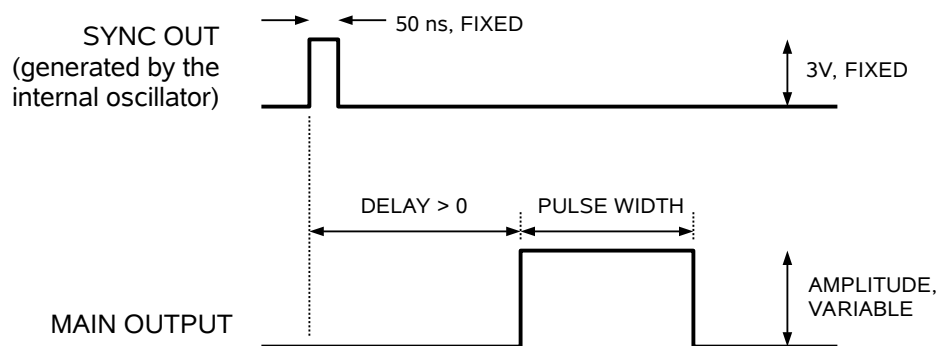 50 ns, FIXED
SYNC OUT
(generated by the
internal oscillator)
3V, FIXED
DELAY > 0
PULSE WIDTH
AMPLITUDE,
VARIABLE
MAIN OUTPUT